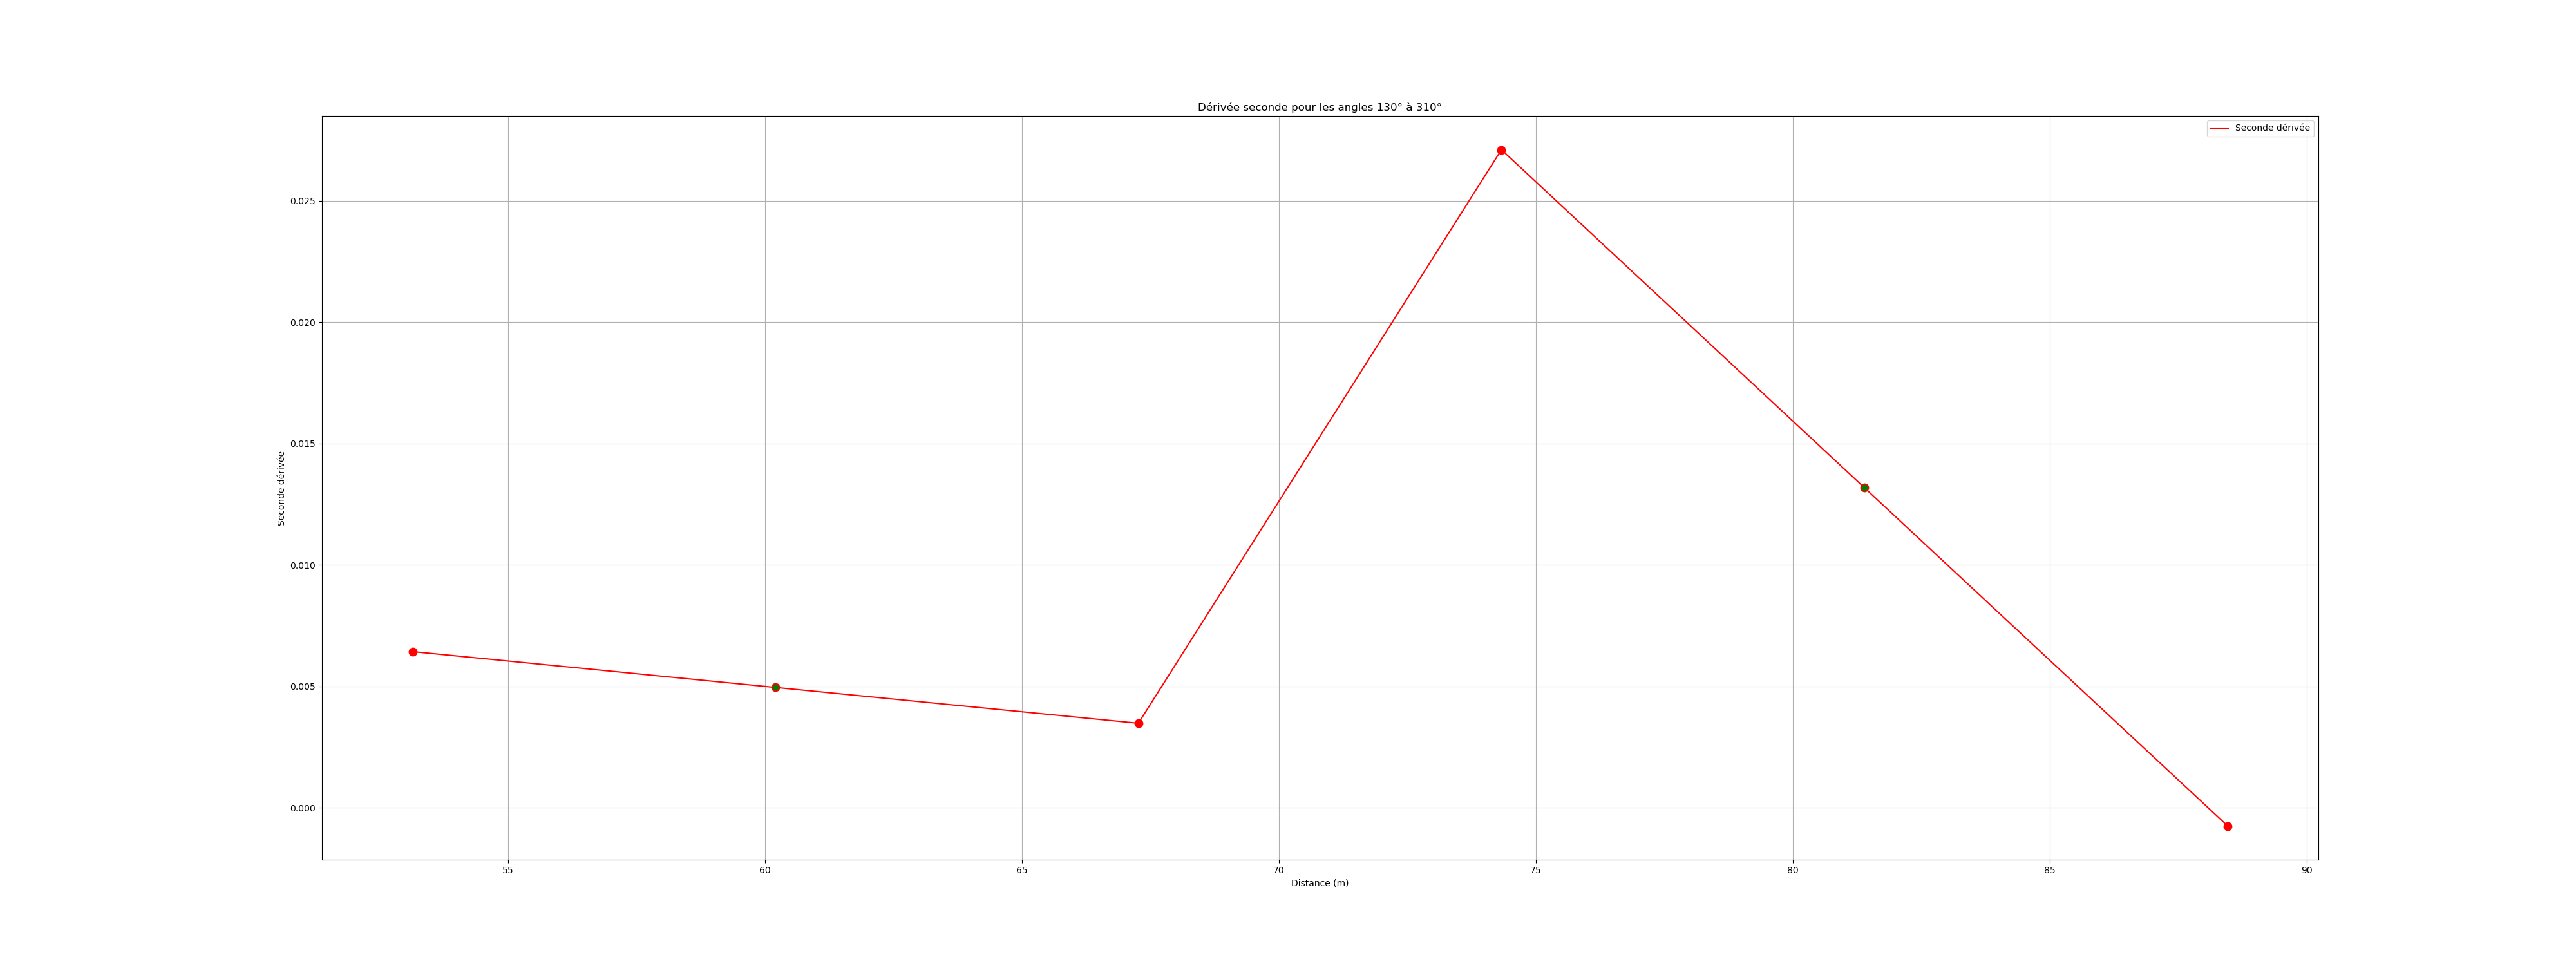 Dérivée seconde pour les angles 130° à 310°
Seconde dérivée
0.025
0.020
0.015
0.010
0.005
0.000
Seconde dérivée
55 60 65 70 75 80 85 90
Distance (m)